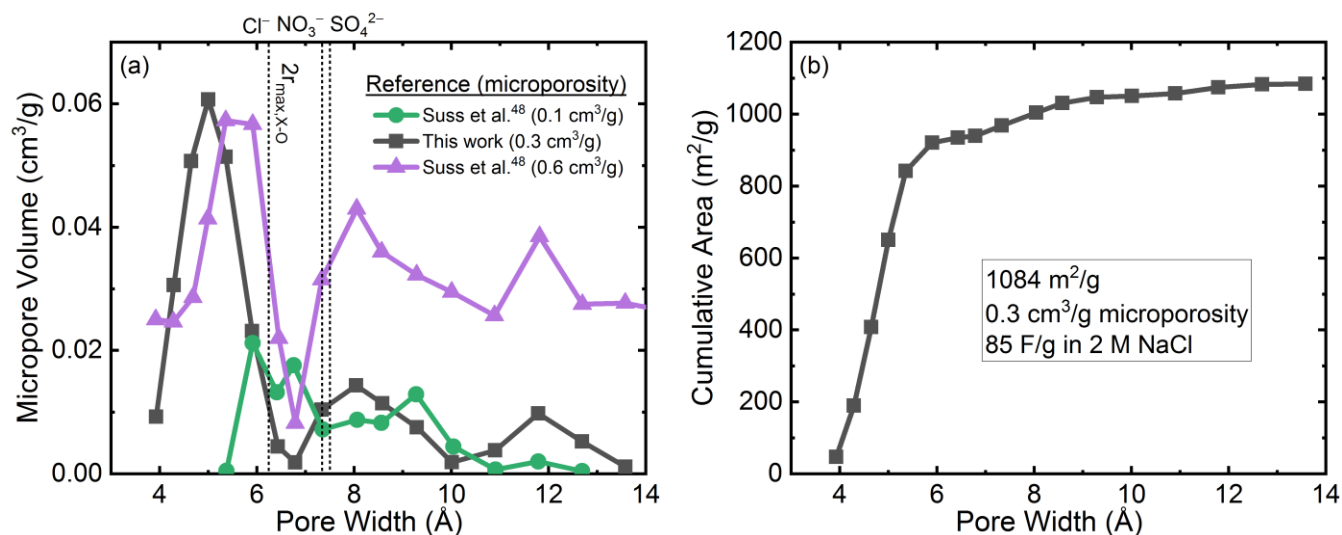 Cl⁻ NO₃⁻ SO₄²⁻
(a)
2r_max,X-O
Reference (microporosity)
Suss et al.⁴⁸ (0.1 cm³/g)
This work (0.3 cm³/g)
Suss et al.⁴⁸ (0.6 cm³/g)
Micropore Volume (cm³/g)
0.06
0.04
0.02
0.00
4 6 8 10 12 14
Pore Width (Å)
(b)
Cumulative Area (m²/g)
1200
1000
800
600
400
200
0
1084 m²/g
0.3 cm³/g microporosity
85 F/g in 2 M NaCl
4 6 8 10 12 14
Pore Width (Å)